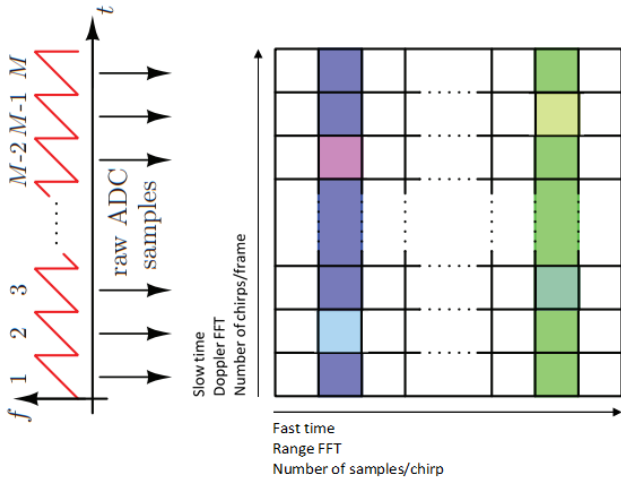 t
M
M-1
M-2
3
2
1
f
raw ADC
samples
Slow time
Doppler FFT
Number of chirps/frame
Fast time
Range FFT
Number of samples/chirp